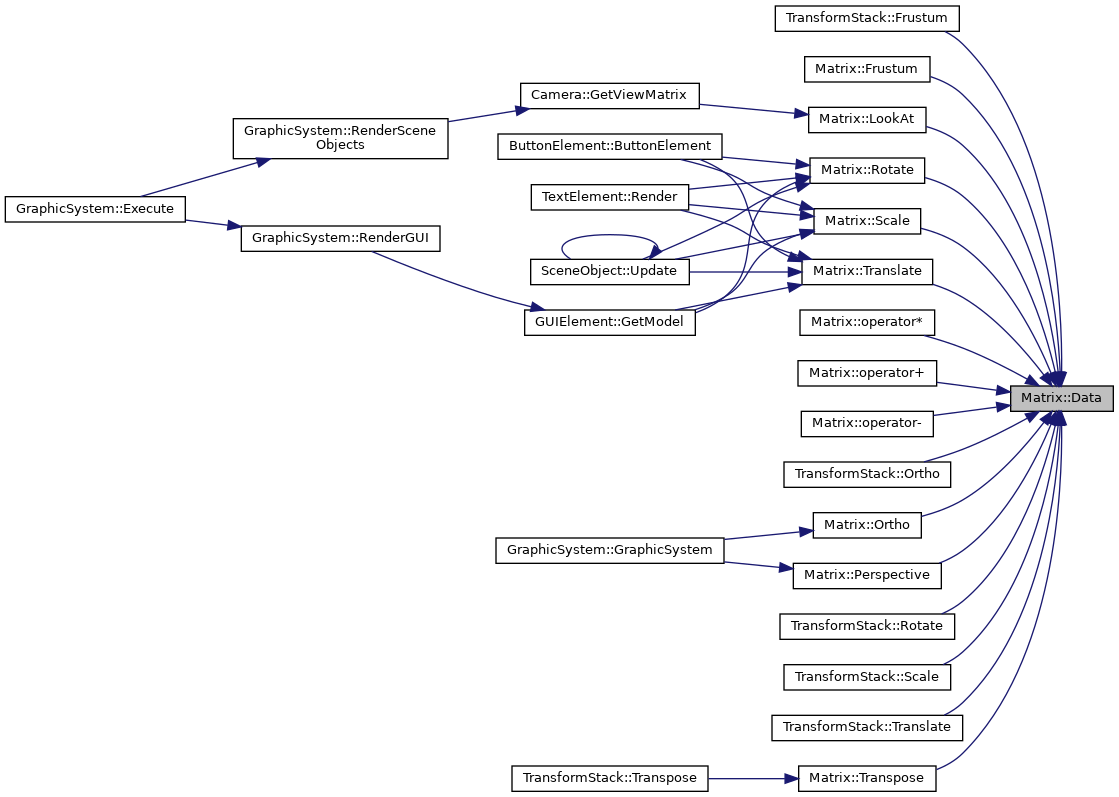 TransformStack::Frustum
Matrix::Frustum
Camera::GetViewMatrix
Matrix::LookAt
GraphicSystem::RenderScene
Objects
ButtonElement::ButtonElement
Matrix::Rotate
TextElement::Render
GraphicSystem::Execute
Matrix::Scale
GraphicSystem::RenderGUI
SceneObject::Update
Matrix::Translate
GUIElement::GetModel
Matrix::operator*
Matrix::operator+
Matrix::Data
Matrix::operator-
TransformStack::Ortho
Matrix::Ortho
GraphicSystem::GraphicSystem
Matrix::Perspective
TransformStack::Rotate
TransformStack::Scale
TransformStack::Translate
TransformStack::Transpose
Matrix::Transpose